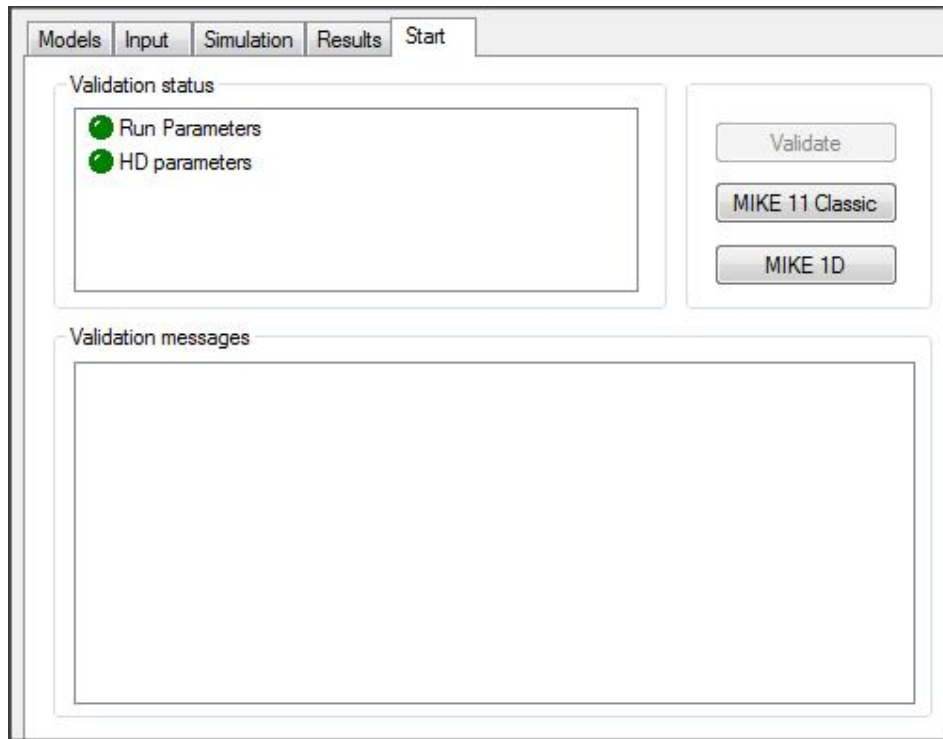 Models Input Simulation Results Start
Validation status
Run Parameters
HD parameters
Validate
MIKE 11 Classic
MIKE 1D
Validation messages